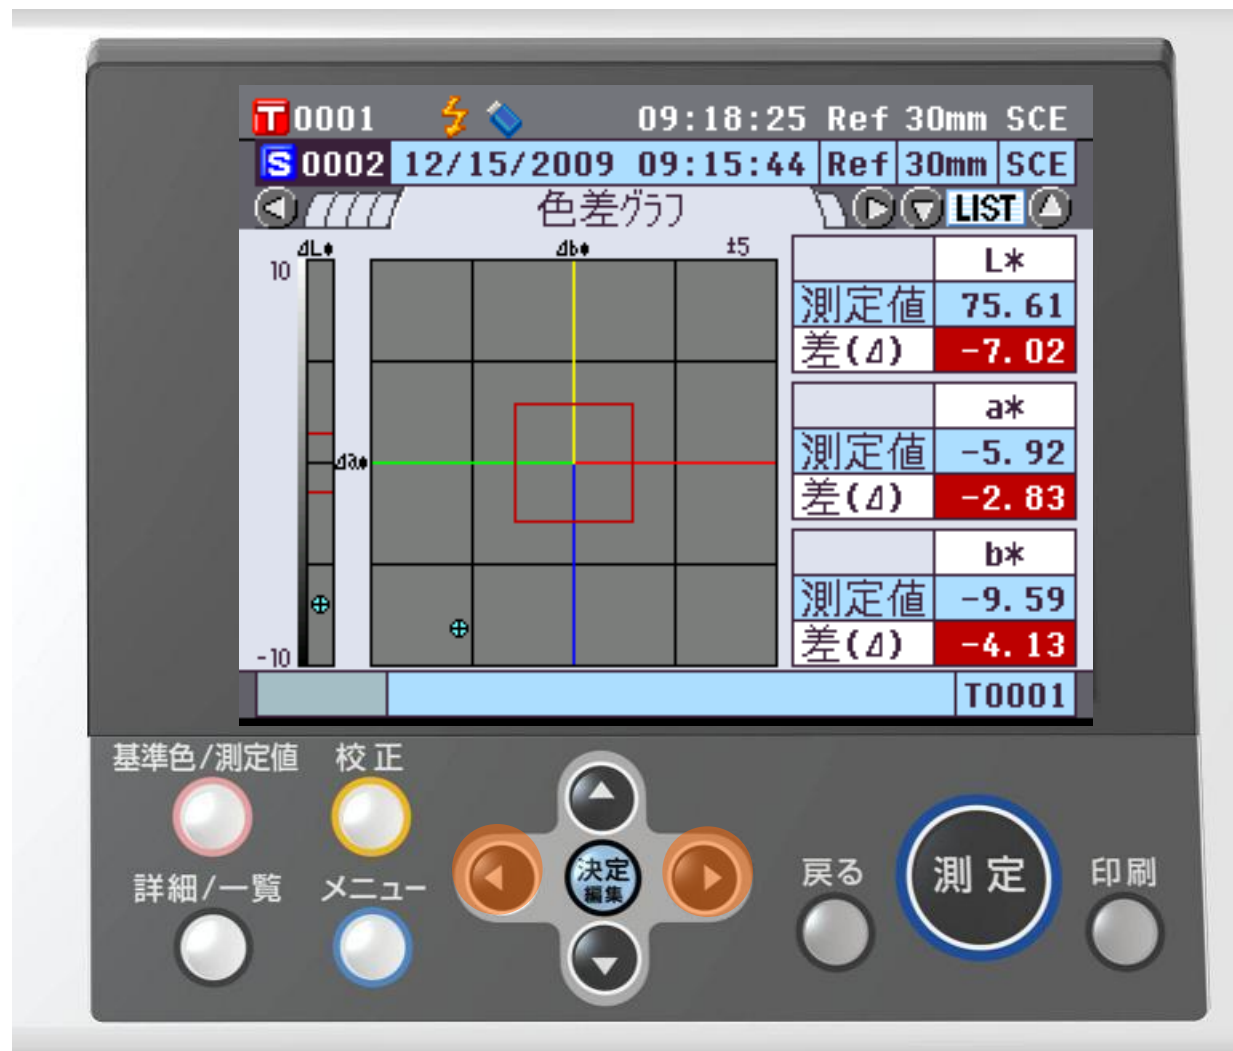 T 0001 09:18:25 Ref 30mm SCE
S 0002 12/15/2009 09:15:44 Ref 30mm SCE
色差グラフ LIST
ΔL* Δb* ±5
10
Δa*
-10
L*
測定値 75.61
差(Δ) -7.02
a*
測定値 -5.92
差(Δ) -2.83
b*
測定値 -9.59
差(Δ) -4.13
T0001
基準色/測定値 校正
詳細/一覧 メニュー
決定
編集
戻る 測定 印刷